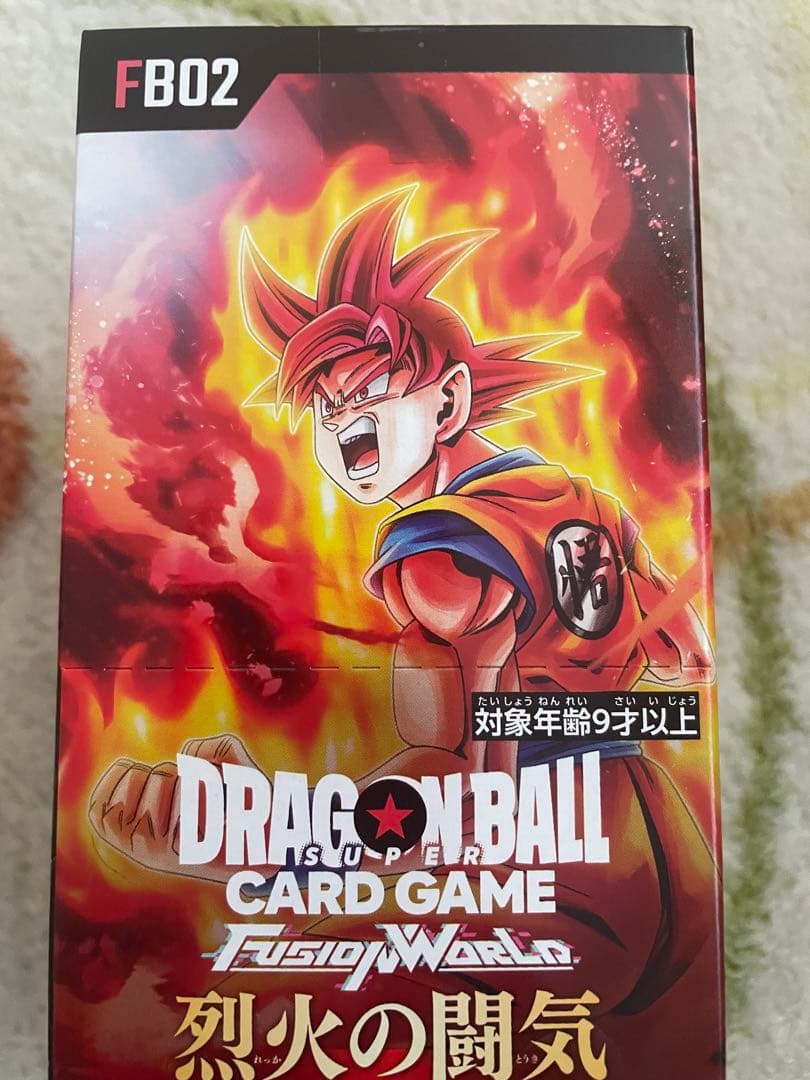 FB02
悟
たいしょうねんれい さいいじょう
対象年齢9才以上
DRAGON BALL
SUPER
CARD GAME
FUSION WORLD
烈火の闘気
れっか とうき